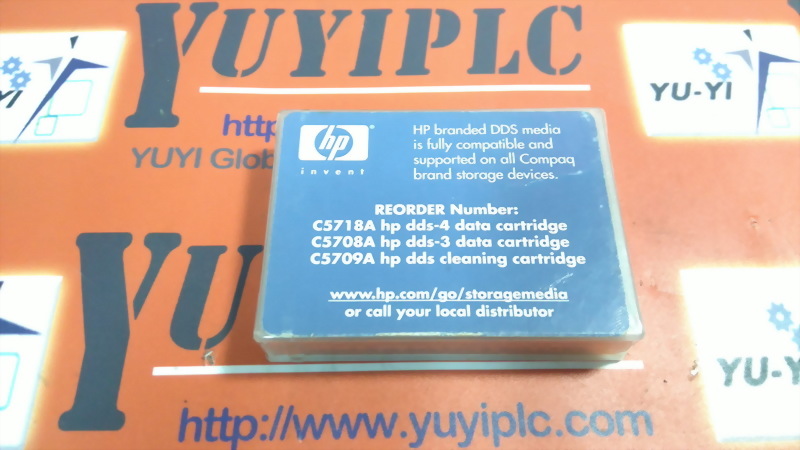 YUYIPLC
YU-YI
-YI
http
YUYI Glob
hp
invent
HP branded DDS media
is fully compatible and
supported on all Compaq
brand storage devices.
REORDER Number:
C5718A hp dds-4 data cartridge
C5708A hp dds-3 data cartridge
C5709A hp dds cleaning cartridge
www.hp.com/go/storagemedia
or call your local distributor
YU
YU-YI
http://www.yuyiplc.com